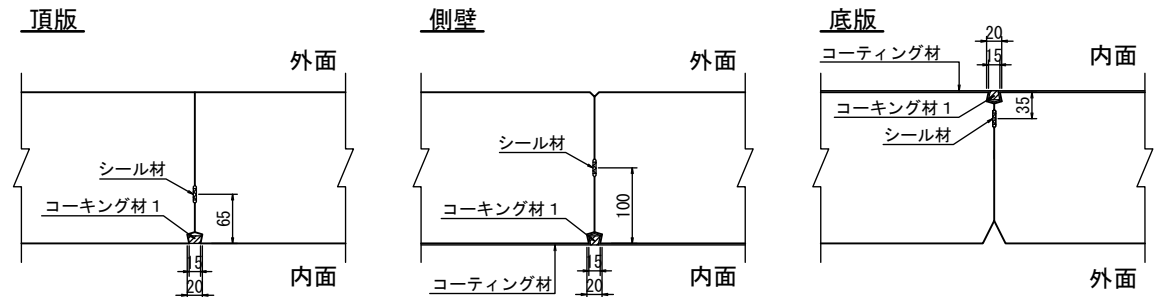 頂版
外面
シール材
コーキング材1
65
15
20
内面
側壁
外面
シール材
コーキング材1
100
15
20
コーティング材
内面
底版
20
15
コーティング材
内面
コーキング材1
35
シール材
外面